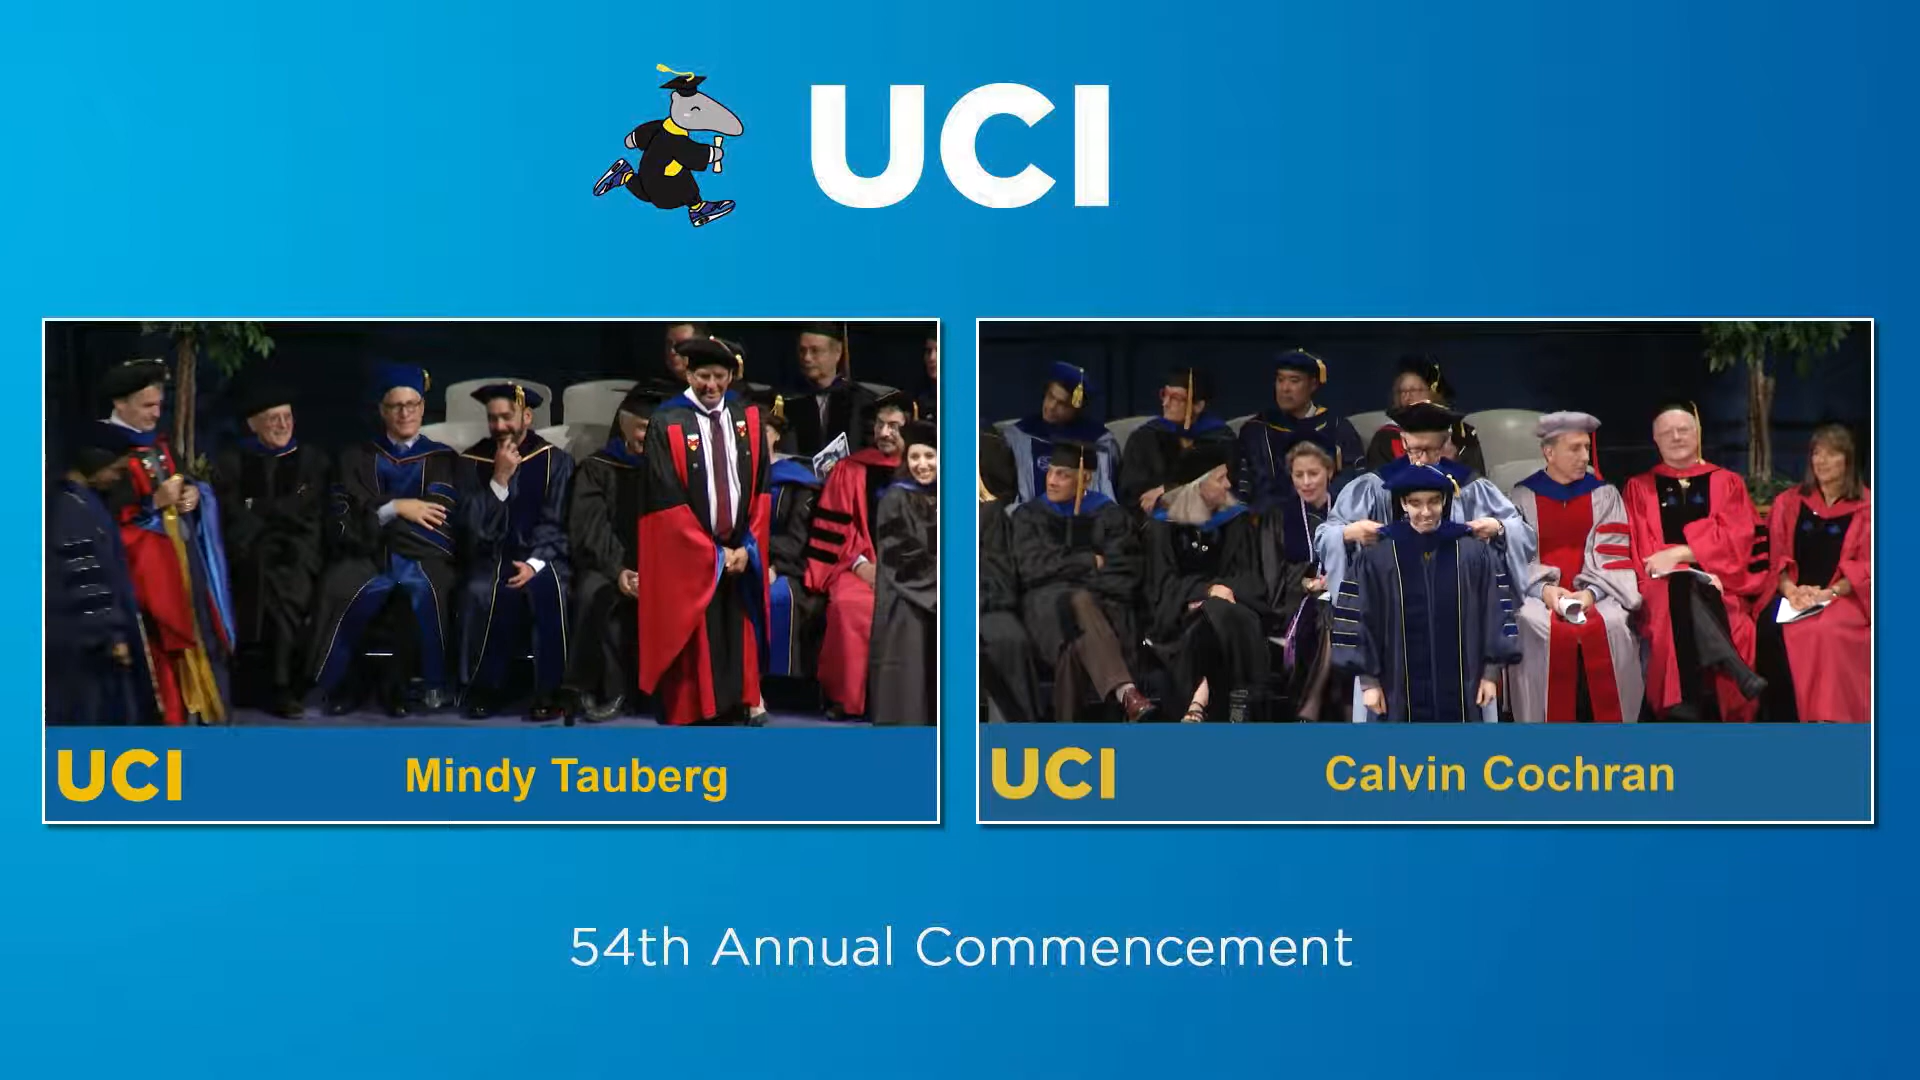 UCI
UCI
Mindy Tauberg
UCI
Calvin Cochran
54th Annual Commencement